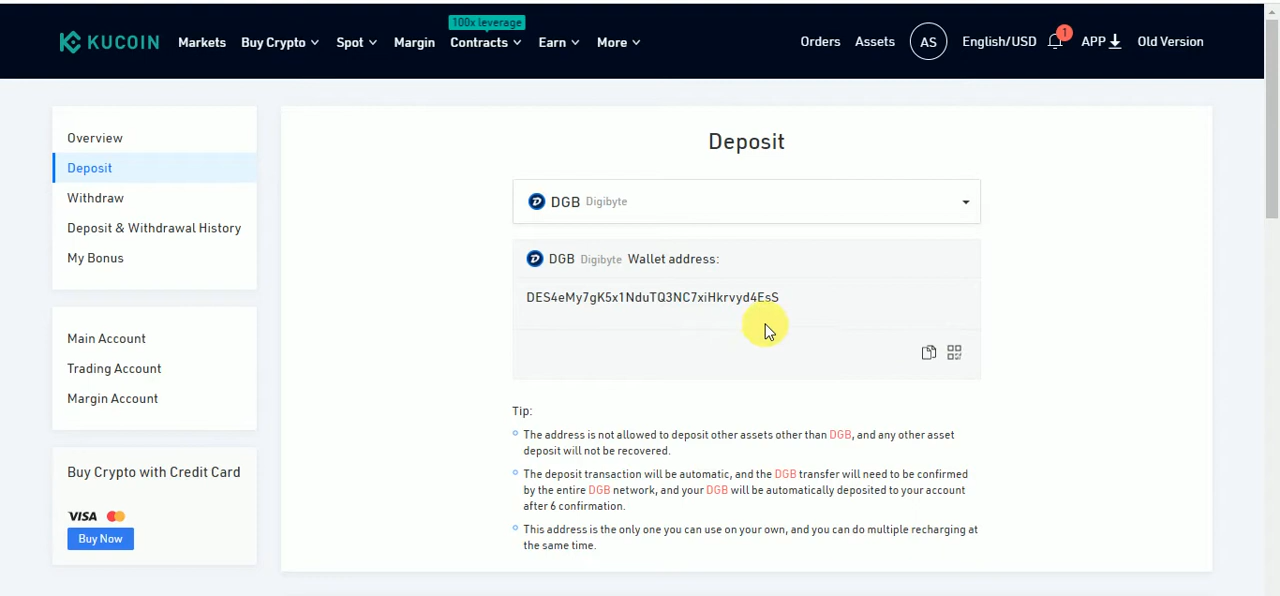 100x leverage
KUCOIN Markets Buy Crypto Spot Margin Contracts Earn More Orders Assets AS English/USD 1 APP Old Version
Overview
Deposit
Withdraw
Deposit & Withdrawal History
My Bonus
Main Account
Trading Account
Margin Account
Buy Crypto with Credit Card
VISA
Buy Now
Deposit
DGB Digibyte
DGB Digibyte Wallet address:
DES4eMy7gK5x1NduTQ3NC7xiHkrvyd4EsS
Tip:
The address is not allowed to deposit other assets other than DGB, and any other asset
deposit will not be recovered.
The deposit transaction will be automatic, and the DGB transfer will need to be confirmed
by the entire DGB network, and your DGB will be automatically deposited to your account
after 6 confirmation.
This address is the only one you can use on your own, and you can do multiple recharging at
the same time.